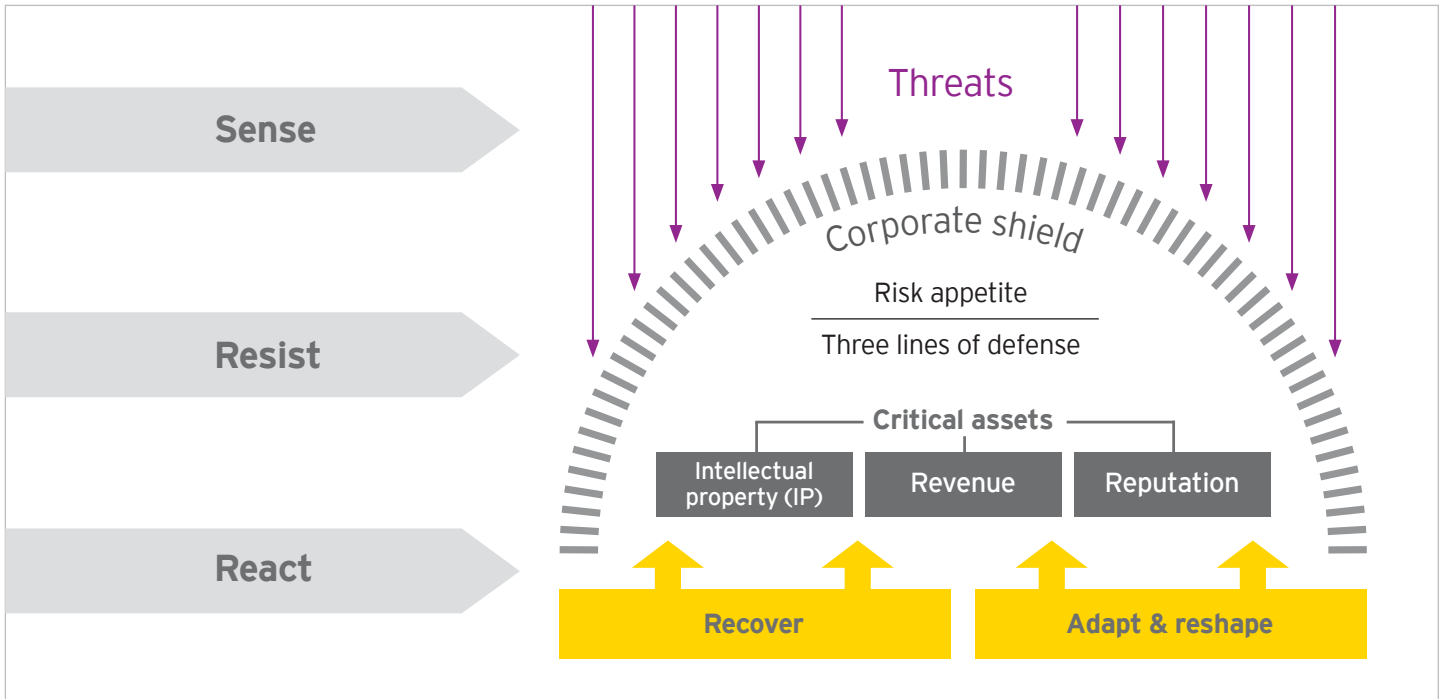 Threats
Sense
Corporate shield
Risk appetite
Resist
Three lines of defense
Critical assets
Intellectual
property (IP)
Revenue
Reputation
React
Recover
Adapt & reshape